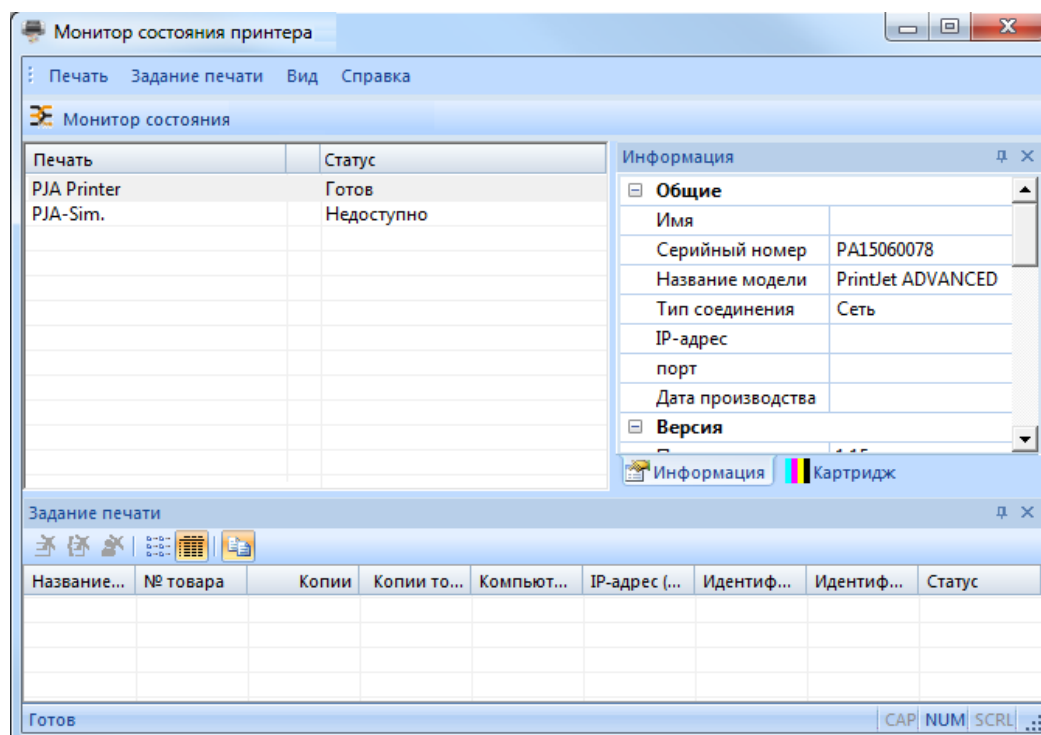 Монитор состояния принтера
Печать Задание печати Вид Справка
Монитор состояния
Печать Статус
PJA Printer Готов
PJA-Sim. Недоступно
Информация
Общие
Имя
Серийный номер PA15060078
Название модели PrintJet ADVANCED
Тип соединения Сеть
IP-адрес
порт
Дата производства
Версия
Информация Картридж
Задание печати
Название... № товара Копии Копии то... Компьют... IP-адрес (... Идентиф... Идентиф... Статус
Готов CAP NUM SCRL